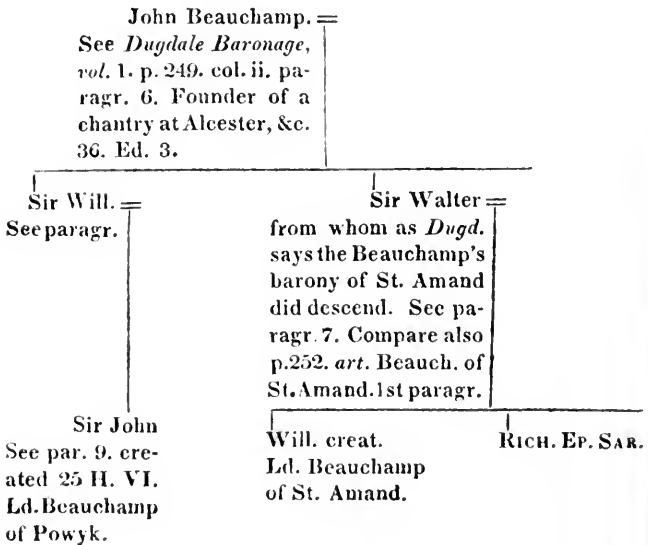 John Beauchamp. =
See Dugdale Baronage,
vol. 1. p. 249. col. ii. pa-
ragr. 6. Founder of a
chantry at Alcester, &c.
36. Ed. 3.
Sir Will. =
See paragr.
Sir Walter =
from whom as Dugd.
says the Beauchamp's
barony of St. Amand
did descend. See pa-
ragr. 7. Compare also
p.252. art. Beauch. of
St. Amand. 1st paragr.
Sir John
See par. 9. cre-
ated 25 H. VI.
Ld. Beauchamp
of Powyk.
Will. creat.
Ld. Beauchamp
of St. Amand.
RICH. EP. SAR.